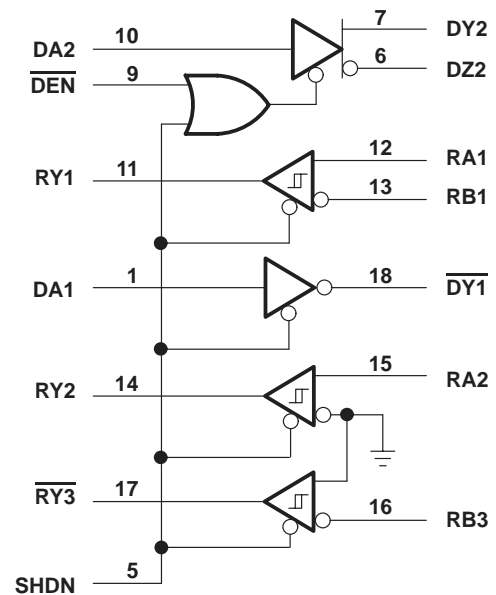 DA2 10 7 DY2
DEN 9 6 DZ2
RY1 11 12 RA1
13 RB1
DA1 1 18 DY1
RY2 14 15 RA2
RY3 17 16 RB3
SHDN 5